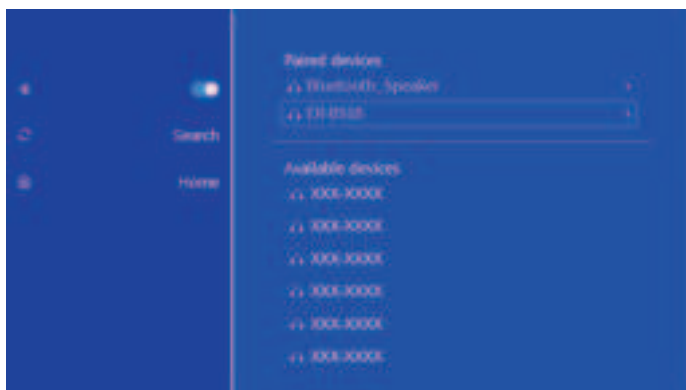 Search
Home
Paired devices
Bluetooth_Speaker
Available devices
XXX-XXXX
XXX-XXXX
XXX-XXXX
XXX-XXXX
XXX-XXXX
XXX-XXXX